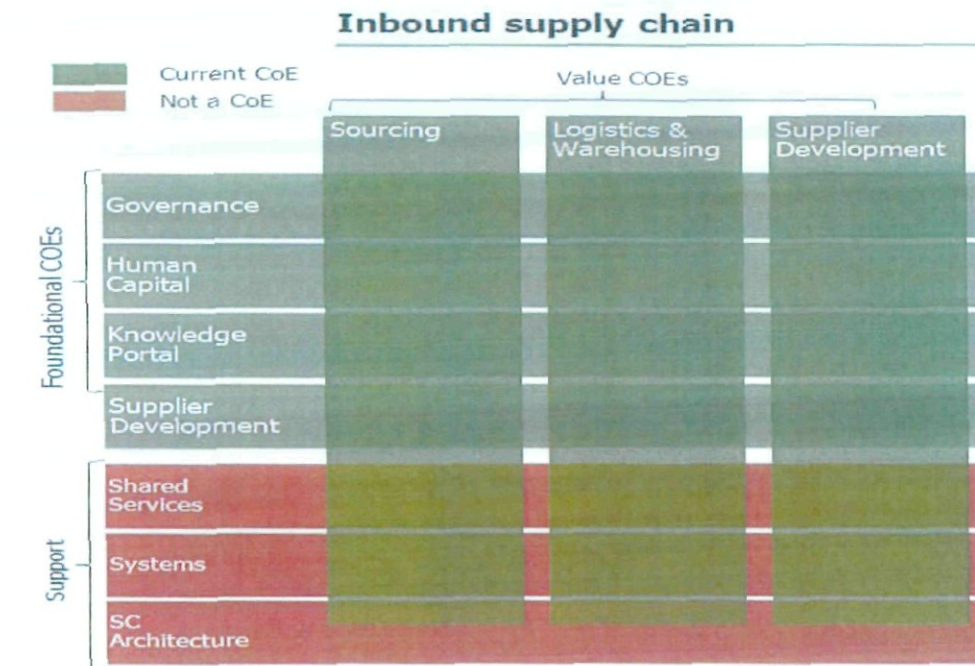 Inbound supply chain
Current CoE
Not a CoE
Value COEs
Sourcing
Logistics &
Warehousing
Supplier
Development
Foundational COEs
Governance
Human
Capital
Knowledge
Portal
Supplier
Development
Support
Shared
Services
Systems
SC
Architecture